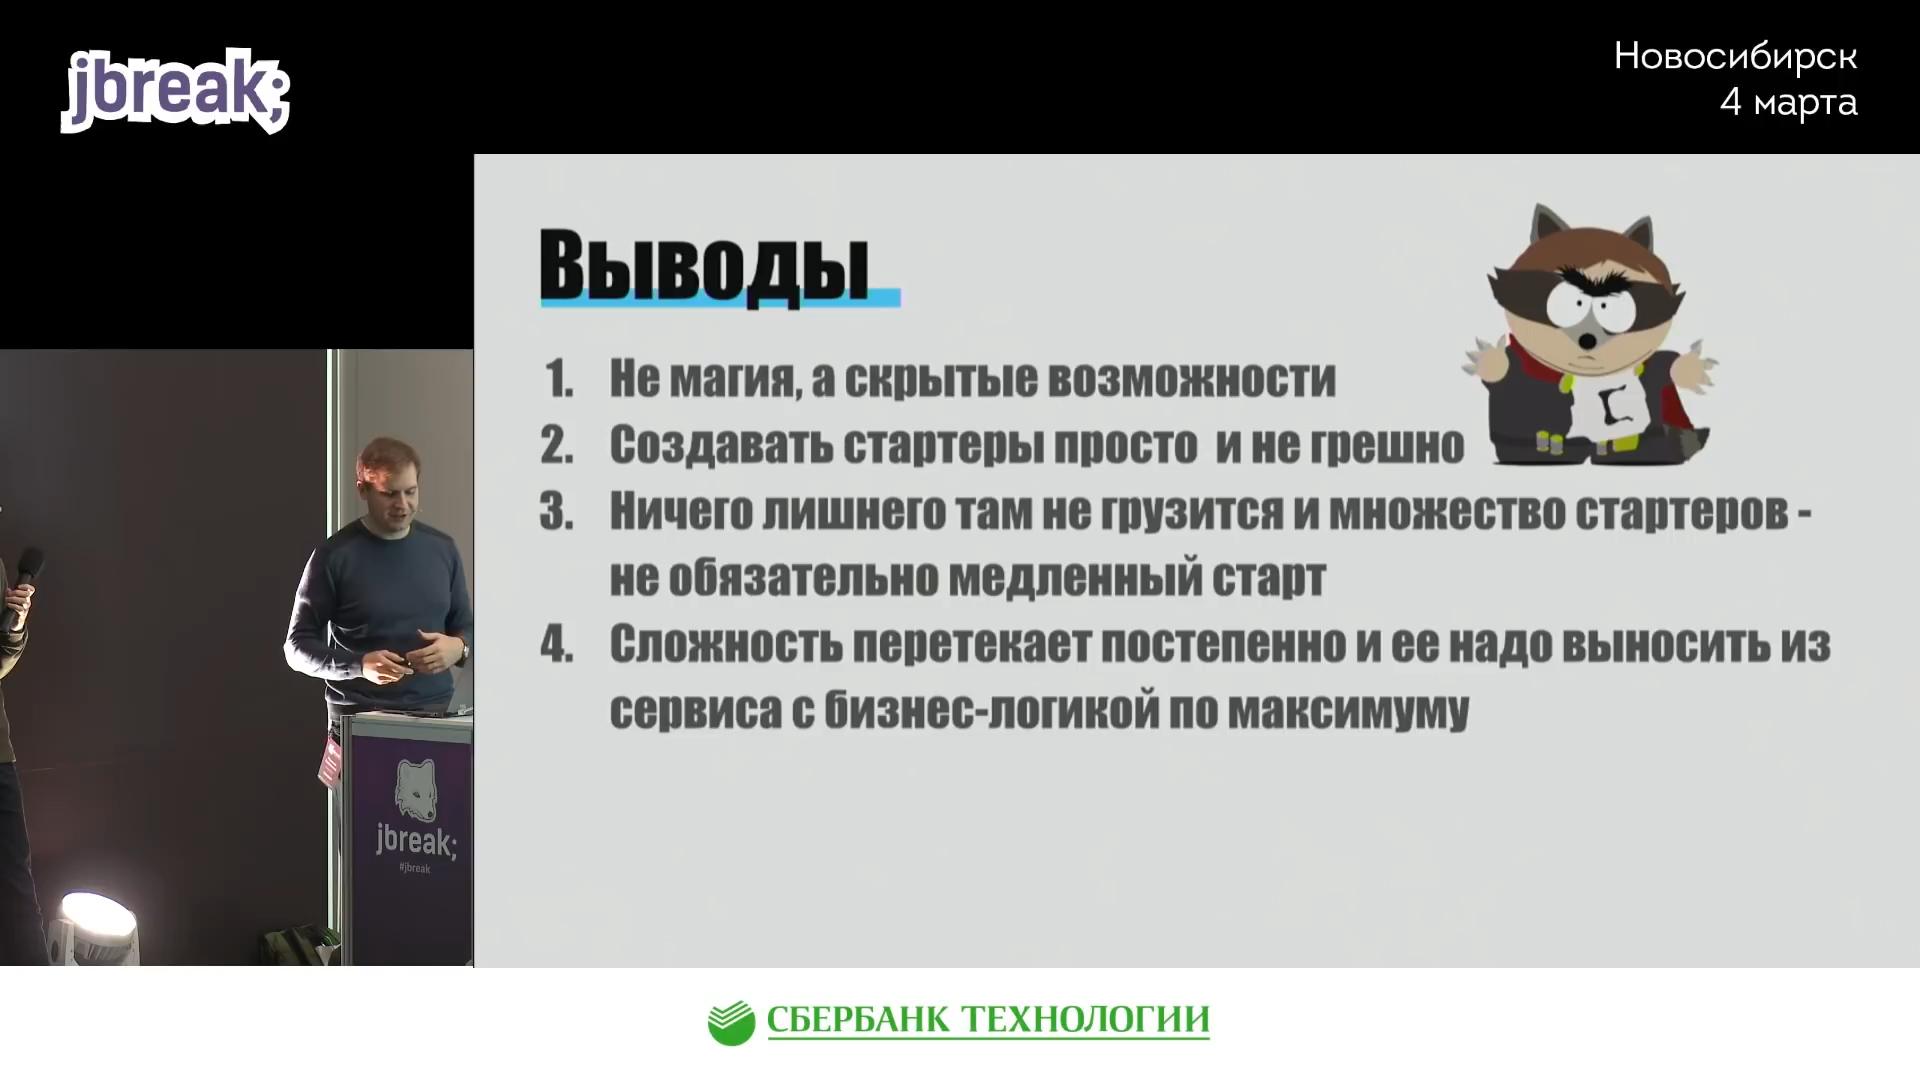 jbreak;
Новосибирск
4 марта
Выводы
1. Не магия, а скрытые возможности
2. Создавать стартеры просто и не грешно
3. Ничего лишнего там не грузится и множество стартеров -
не обязательно медленный старт
4. Сложность перетекает постепенно и ее надо выносить из
сервиса с бизнес-логикой по максимуму
jbreak;
#jbreak
СБЕРБАНК ТЕХНОЛОГИИ